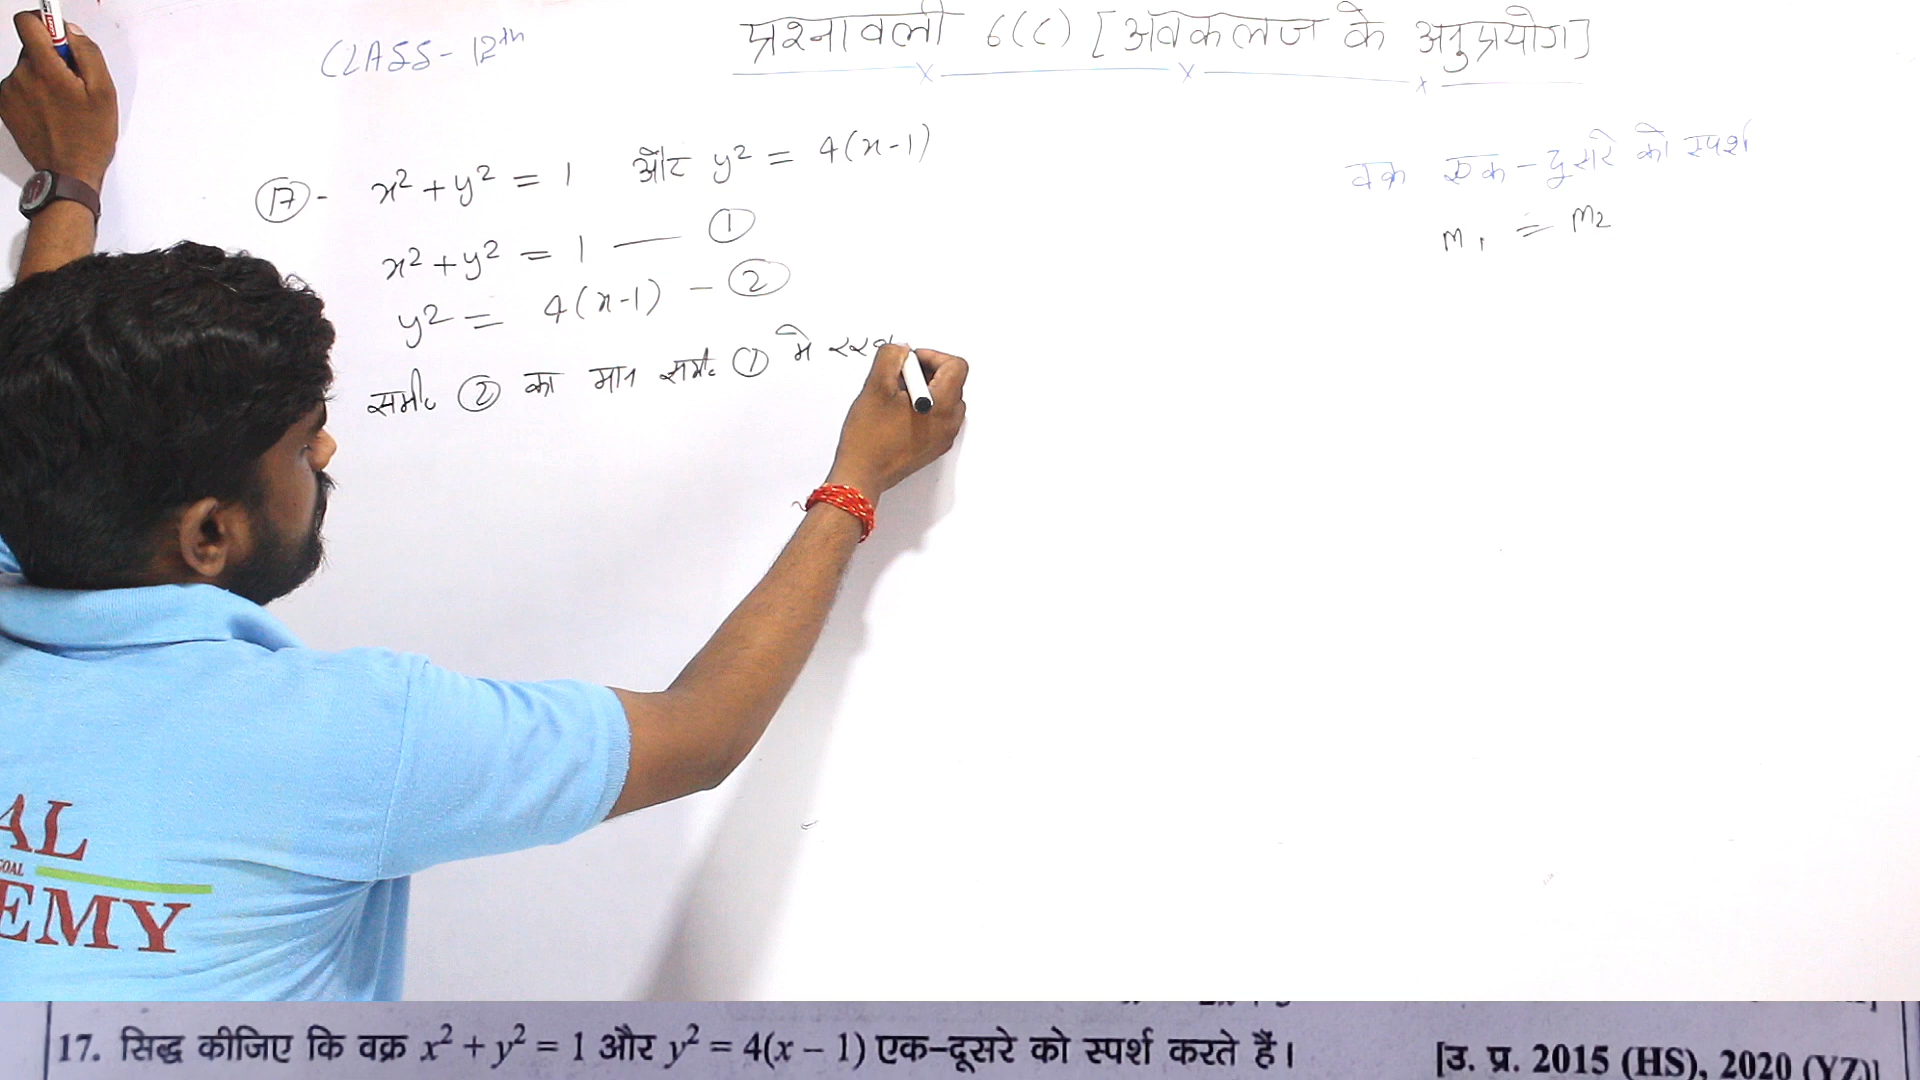 CLASS-12th
प्रश्नावली 6(C) [अवकलज के अनुप्रयोग]
17- x² + y² = 1 और y² = 4(x-1)
x² + y² = 1 — 1
y² = 4(x-1) - 2
समी० 2 का मान समी० 1 मे रखने
वक्र एक-दूसरे को स्पर्श
m₁ = m₂
AL
GOAL
EMY
17. सिद्ध कीजिए कि वक्र x² + y² = 1 और y² = 4(x – 1) एक-दूसरे को स्पर्श करते हैं। [उ. प्र. 2015 (HS), 2020 (YZ)]